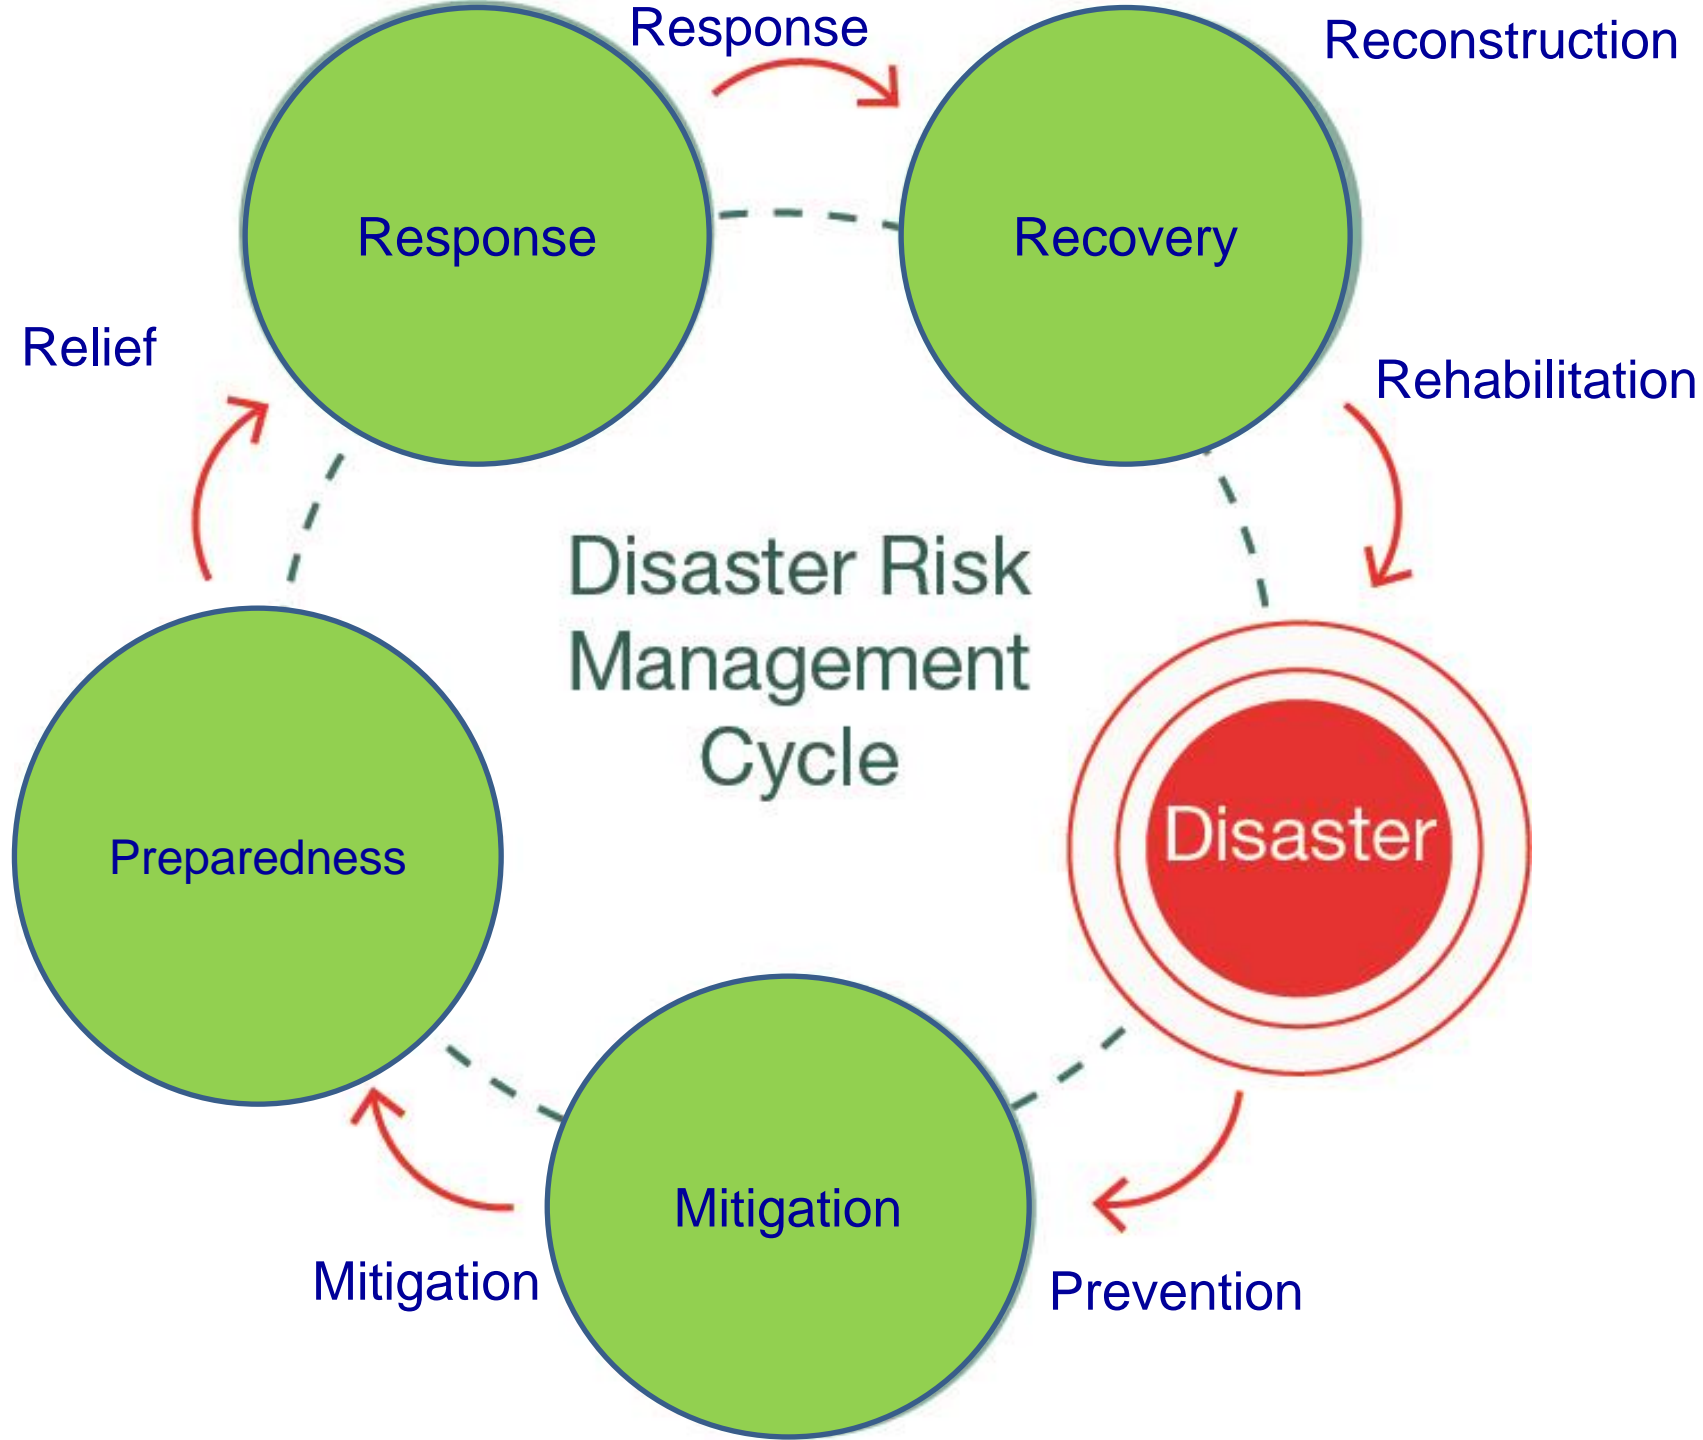 Response
Reconstruction
Response
Recovery
Relief
Rehabilitation
Disaster Risk
Management
Cycle
Disaster
Preparedness
Mitigation
Mitigation
Prevention